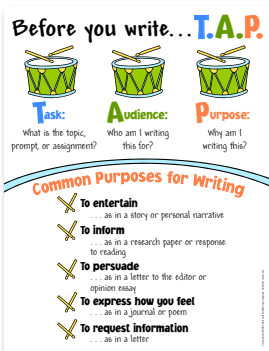 Before you write...T.A.P.
Task:
What is the topic,
prompt, or assignment?
Audience:
Who am I writing
this for?
Purpose:
Why am I
writing this?
Common Purposes for Writing
To entertain
. . . as in a story or personal narrative
To inform
. . . as in a research paper or response
to reading
To persuade
. . . as in a letter to the editor or
opinion essay
To express how you feel
. . . as in a journal or poem
To request information
. . . as in a letter